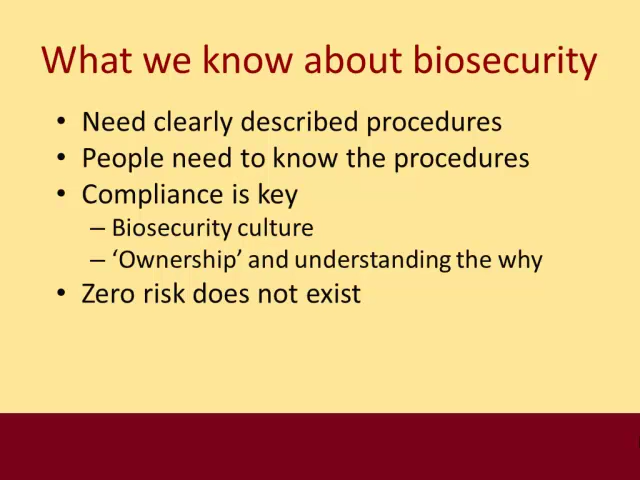 What we know about biosecurity
• Need clearly described procedures
• People need to know the procedures
• Compliance is key
– Biosecurity culture
– ‘Ownership’ and understanding the why
• Zero risk does not exist